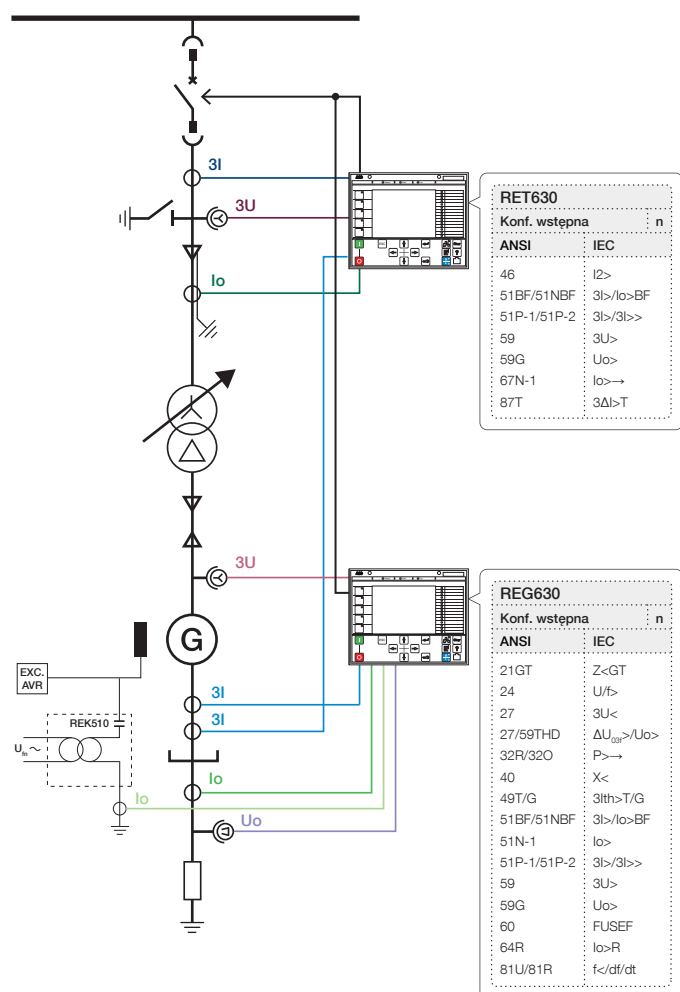 3I
3U
Io
RET630
Konf. wstępna n
ANSI IEC
46 I2>
51BF/51NBF 3I>/Io>BF
51P-1/51P-2 3I>/3I>>
59 3U>
59G Uo>
67N-1 Io>→
87T 3ΔI>T
3U
G
EXC.
AVR
REK510
Ufn ~
3I
3I
Io
Io
Uo
REG630
Konf. wstępna n
ANSI IEC
21GT Z<GT
24 U/f>
27 3U<
27/59THD ΔU03f>/Uo>
32R/32O P>→
40 X<
49T/G 3Ith>T/G
51BF/51NBF 3I>/Io>BF
51N-1 Io>
51P-1/51P-2 3I>/3I>>
59 3U>
59G Uo>
60 FUSEF
64R Io>R
81U/81R f</df/dt